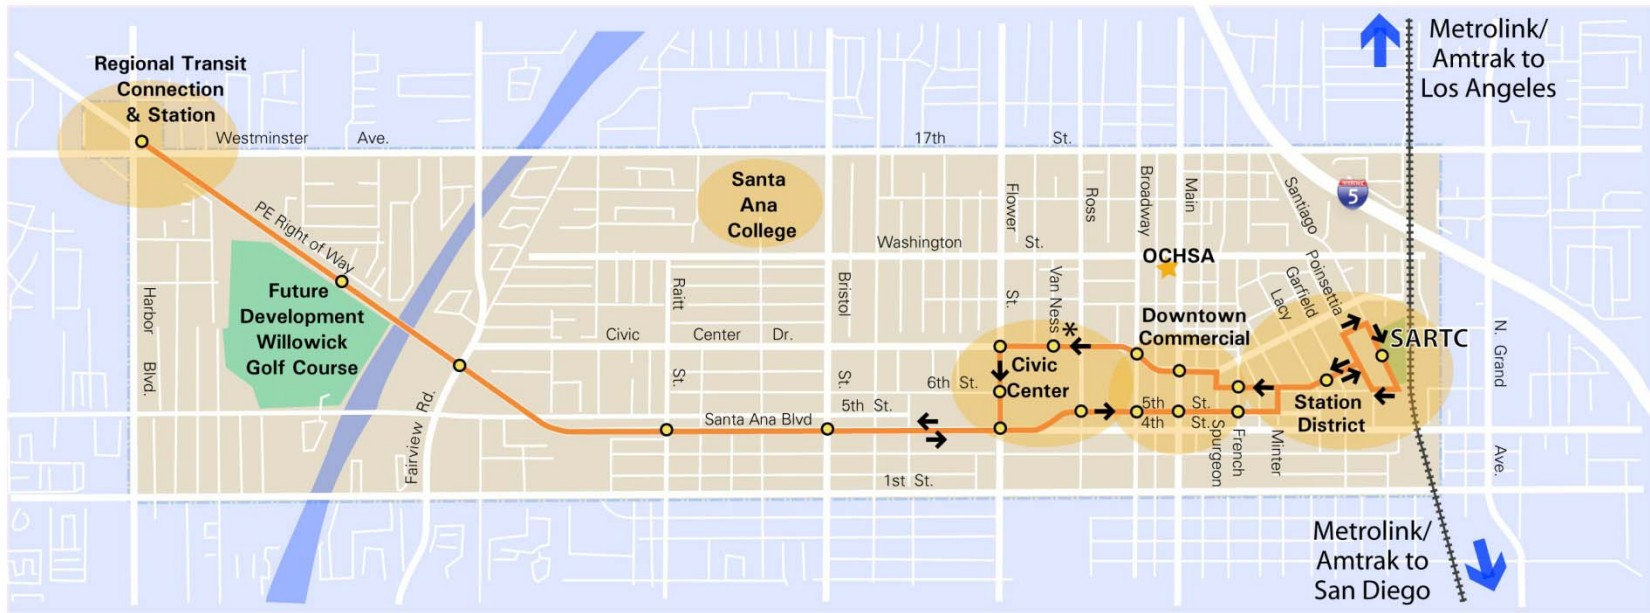 Regional Transit
Connection
& Station
Westminster Ave.
17th St.
Metrolink/
Amtrak to
Los Angeles
INTERSTATE
5
Santa
Ana
College
PE Right of Way
Future
Development
Willowick
Golf Course
Harbor Blvd.
Fairview Rd.
Raitt St.
Bristol St.
Flower St.
Van Ness
Ross
Broadway
Main
Santiago
Poinsettia
Garfield
Lacy
Washington St.
OCHSA
Civic Center Dr.
*
Downtown
Commercial
SARTC
N. Grand Ave.
Civic
Center
6th St.
5th St.
Santa Ana Blvd
5th St.
4th St.
Spurgeon
French
Minter
Station
District
1st St.
Metrolink/
Amtrak to
San Diego